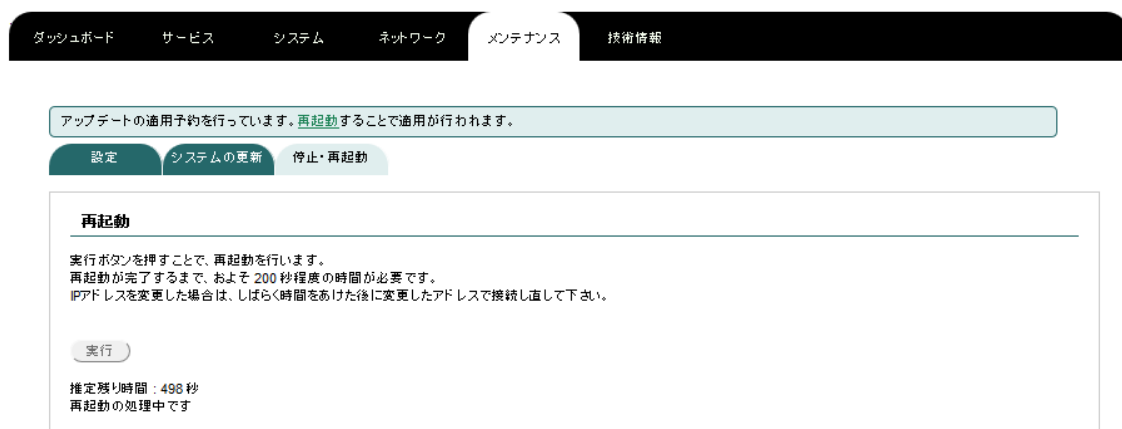 ダッシュボード サービス システム ネットワーク メンテナンス 技術情報
アップデートの適用予約を行っています。再起動することで適用が行われます。
設定 システムの更新 停止・再起動
再起動
実行ボタンを押すことで、再起動を行います。
再起動が完了するまで、およそ 200 秒程度の時間が必要です。
IPアドレスを変更した場合は、しばらく時間をあけた後に変更したアドレスで接続し直して下さい。
実行
推定残り時間 : 498 秒
再起動の処理中です